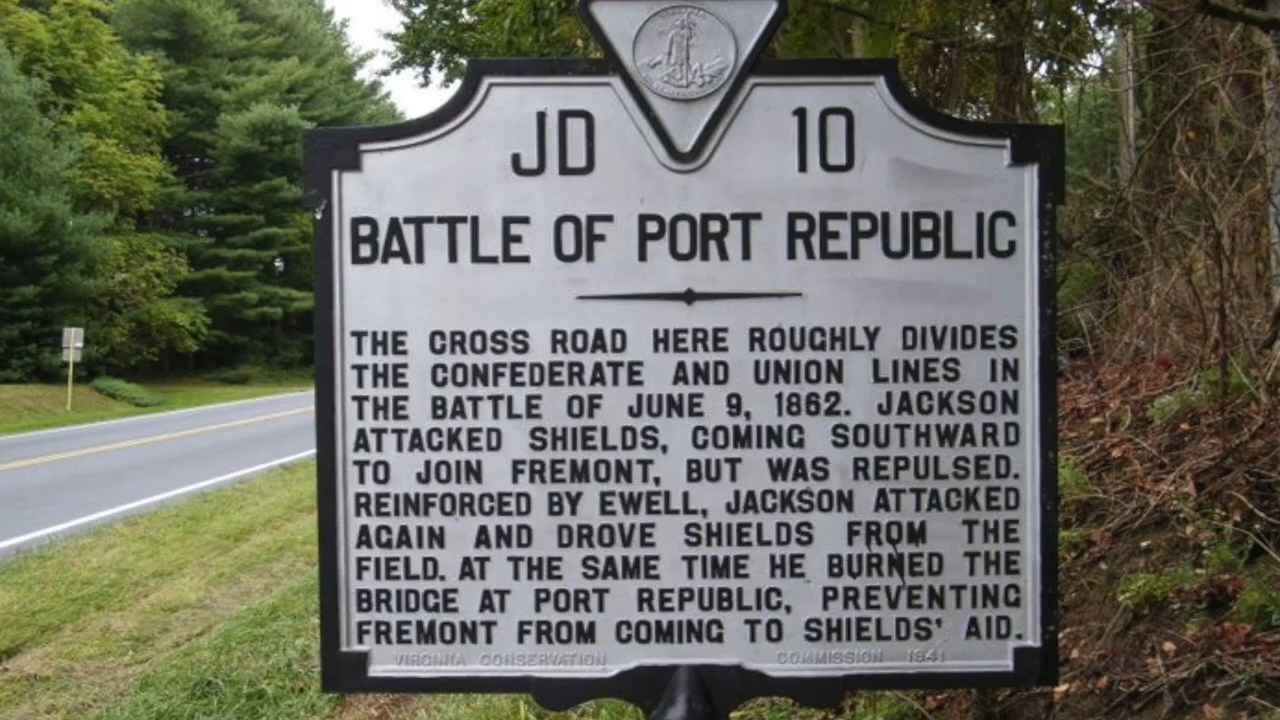 VIRGINIA
JD 10
BATTLE OF PORT REPUBLIC
THE CROSS ROAD HERE ROUGHLY DIVIDES
THE CONFEDERATE AND UNION LINES IN
THE BATTLE OF JUNE 9, 1862. JACKSON
ATTACKED SHIELDS, COMING SOUTHWARD
TO JOIN FREMONT, BUT WAS REPULSED.
REINFORCED BY EWELL, JACKSON ATTACKED
AGAIN AND DROVE SHIELDS FROM THE
FIELD. AT THE SAME TIME HE BURNED THE
BRIDGE AT PORT REPUBLIC, PREVENTING
FREMONT FROM COMING TO SHIELDS' AID.
VIRGINIA CONSERVATION COMMISSION 1941